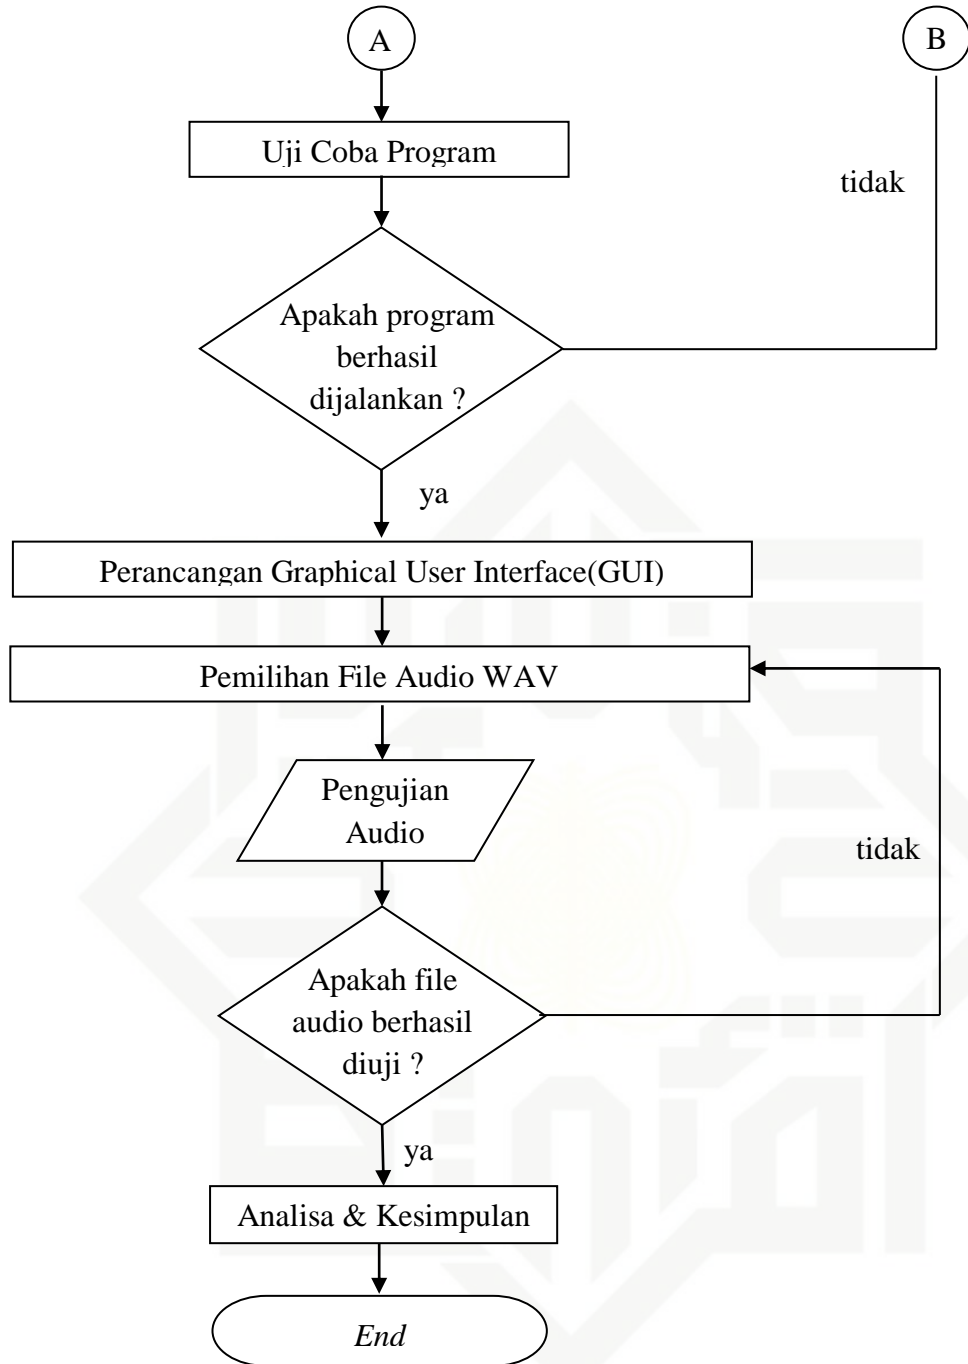 A
B
Uji Coba Program
tidak
Apakah program
berhasil
dijalankan ?
ya
Perancangan Graphical User Interface(GUI)
Pemilihan File Audio WAV
Pengujian
Audio
tidak
Apakah file
audio berhasil
diuji ?
ya
Analisa & Kesimpulan
End